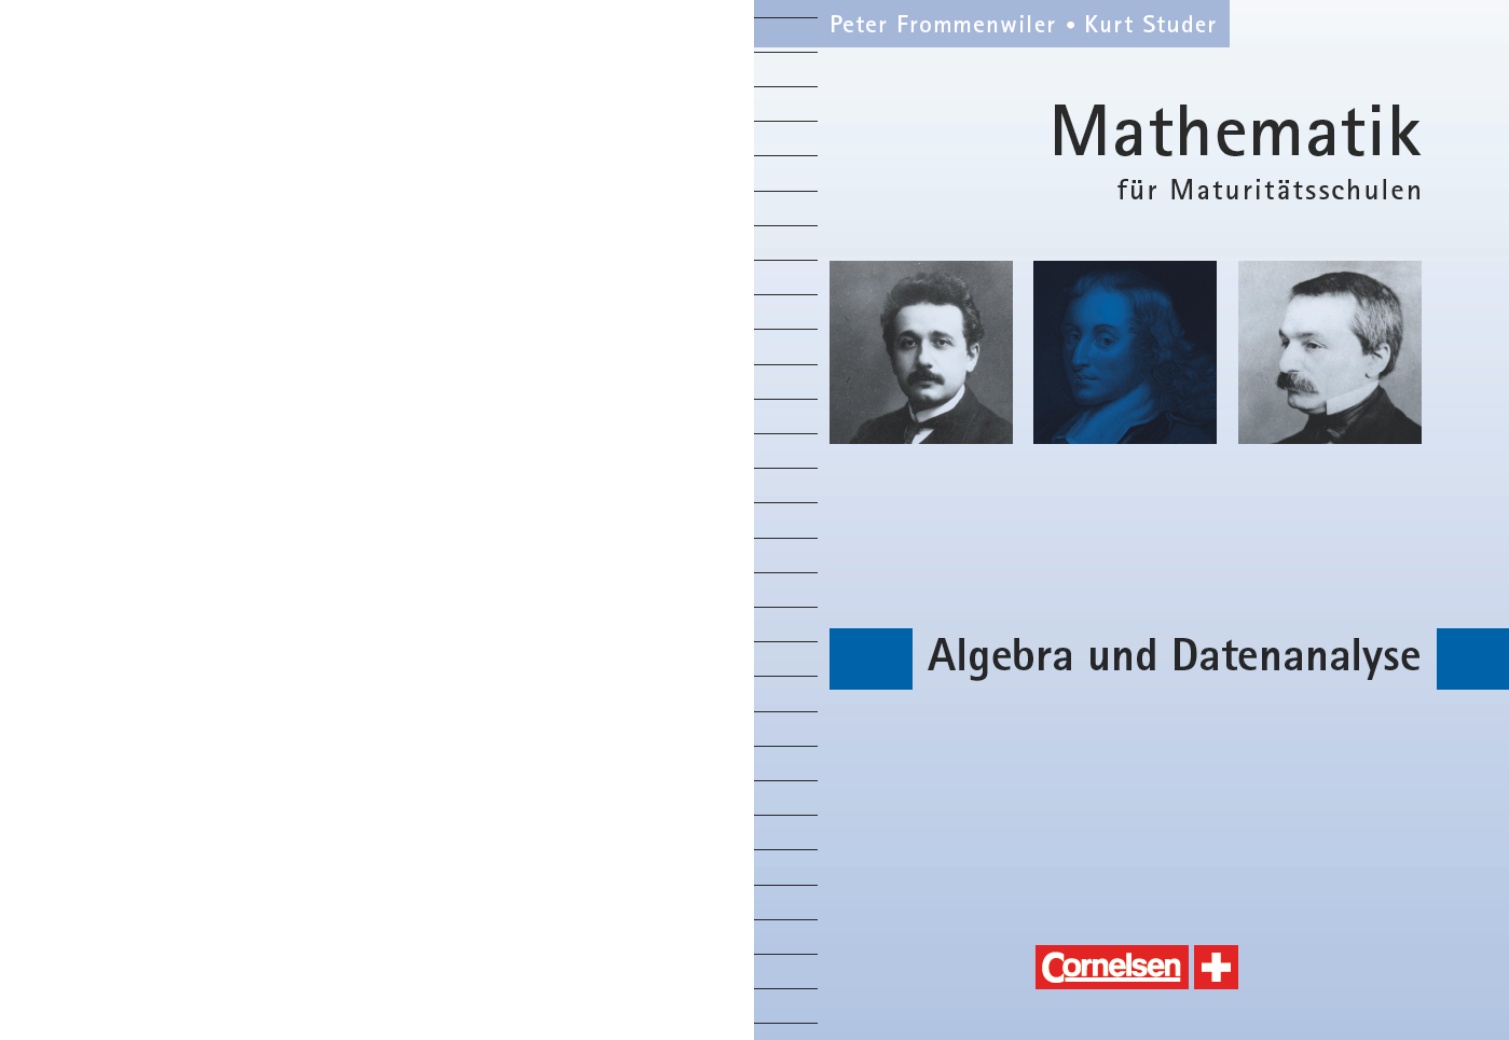 Peter Frommenwiler • Kurt Studer
Mathematik
für Maturitätsschulen
Algebra und Datenanalyse
Cornelsen